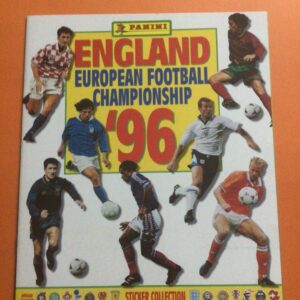 PANINI
ENGLAND
EUROPEAN FOOTBALL
CHAMPIONSHIP
'96
STICKER COLLECTION